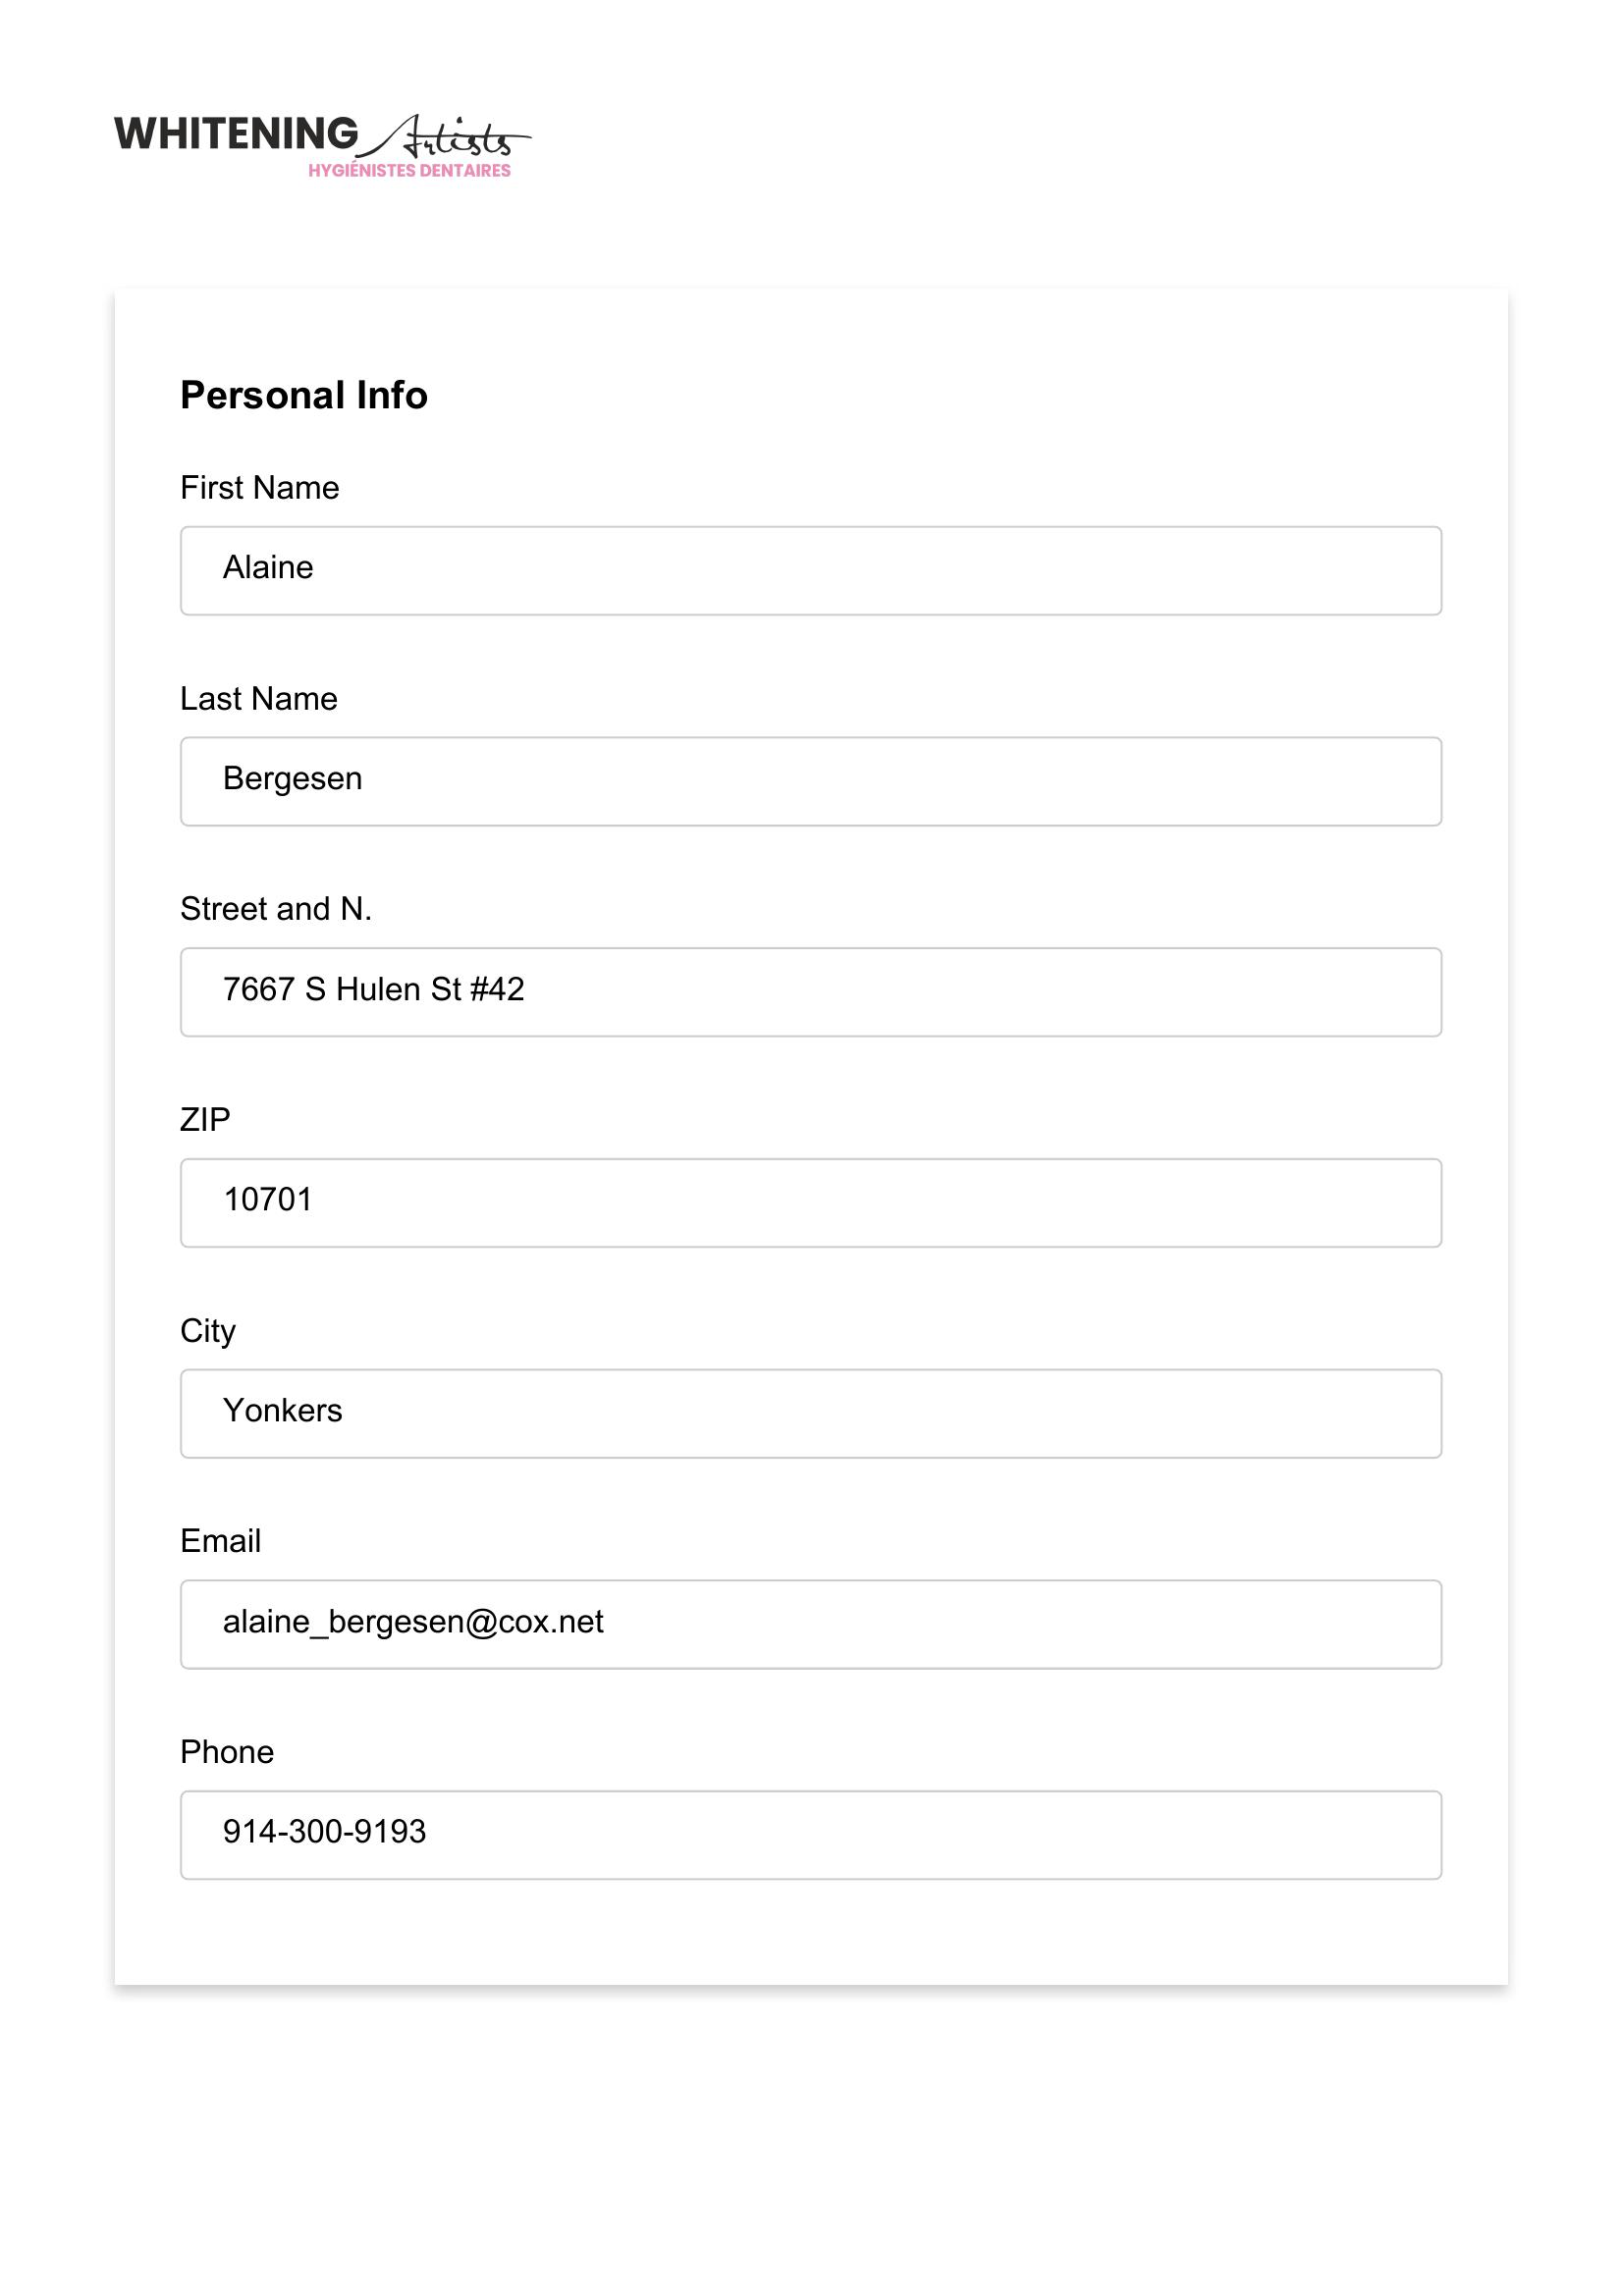 WHITENING Artists
HYGIÉNISTES DENTAIRES
Personal Info
First Name
Alaine
Last Name
Bergesen
Street and N.
7667 S Hulen St #42
ZIP
10701
City
Yonkers
Email
alaine_bergesen@cox.net
Phone
914-300-9193